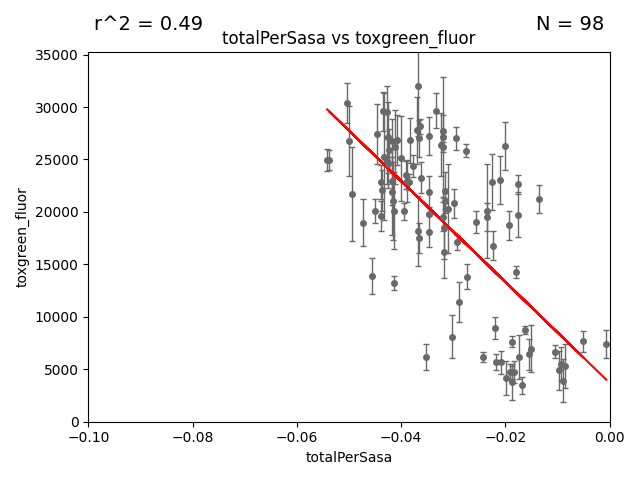 r^2 = 0.49
N = 98
totalPerSasa vs toxgreen_fluor
35000
30000
25000
20000
15000
10000
5000
0
toxgreen_fluor
−0.10
−0.08
−0.06
−0.04
−0.02
0.00
totalPerSasa